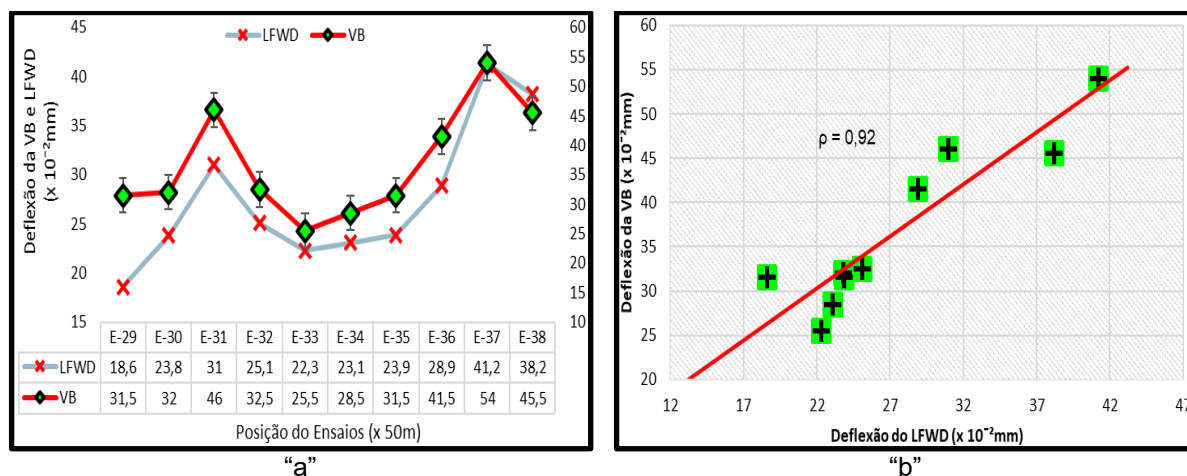 LFWD VB
Deflexão da VB e LFWD
(x 10⁻²mm)
45
40
35
30
25
20
15
60
55
50
45
40
35
30
25
20
15
10
E-29 E-30 E-31 E-32 E-33 E-34 E-35 E-36 E-37 E-38
LFWD 18,6 23,8 31 25,1 22,3 23,1 23,9 28,9 41,2 38,2
VB 31,5 32 46 32,5 25,5 28,5 31,5 41,5 54 45,5
Posição do Ensaios (x 50m)
"a"
Deflexão da VB (x 10⁻²mm)
60
55
50
45
40
35
30
25
20
ρ = 0,92
12 17 22 27 32 37 42 47
Deflexão do LFWD (x 10⁻²mm)
"b"